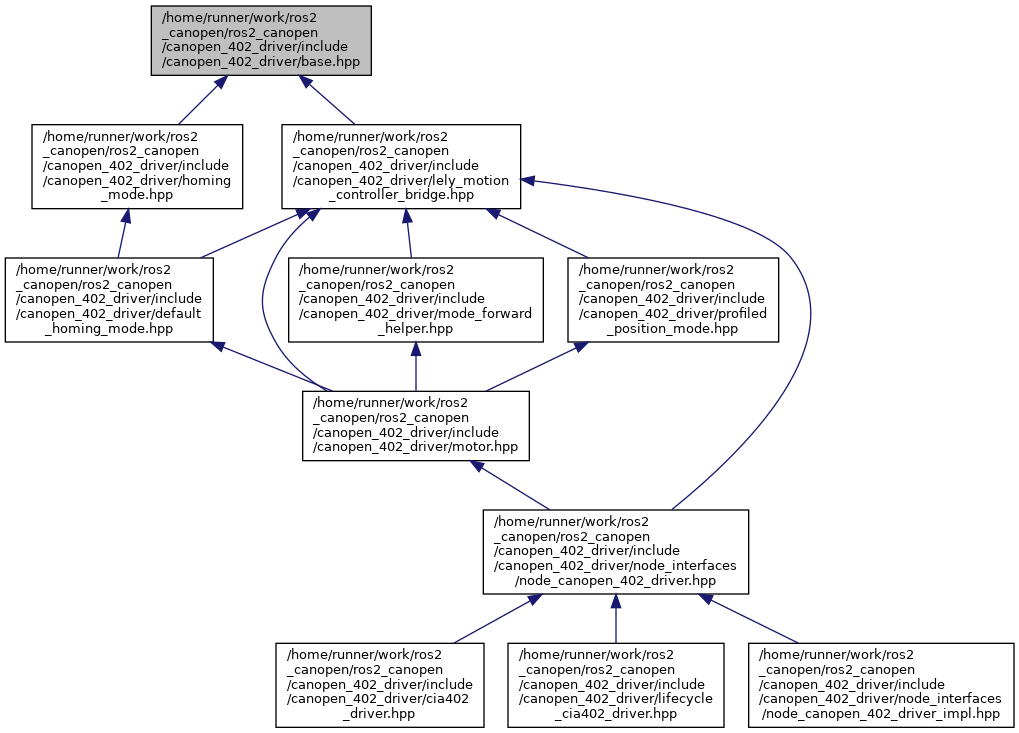 /home/runner/work/ros2
_canopen/ros2_canopen
/canopen_402_driver/include
/canopen_402_driver/base.hpp
/home/runner/work/ros2
_canopen/ros2_canopen
/canopen_402_driver/include
/canopen_402_driver/homing
_mode.hpp
/home/runner/work/ros2
_canopen/ros2_canopen
/canopen_402_driver/include
/canopen_402_driver/lely_motion
_controller_bridge.hpp
/home/runner/work/ros2
_canopen/ros2_canopen
/canopen_402_driver/include
/canopen_402_driver/default
_homing_mode.hpp
/home/runner/work/ros2
_canopen/ros2_canopen
/canopen_402_driver/include
/canopen_402_driver/mode_forward
_helper.hpp
/home/runner/work/ros2
_canopen/ros2_canopen
/canopen_402_driver/include
/canopen_402_driver/profiled
_position_mode.hpp
/home/runner/work/ros2
_canopen/ros2_canopen
/canopen_402_driver/include
/canopen_402_driver/motor.hpp
/home/runner/work/ros2
_canopen/ros2_canopen
/canopen_402_driver/include
/canopen_402_driver/node_interfaces
/node_canopen_402_driver.hpp
/home/runner/work/ros2
_canopen/ros2_canopen
/canopen_402_driver/include
/canopen_402_driver/cia402
_driver.hpp
/home/runner/work/ros2
_canopen/ros2_canopen
/canopen_402_driver/include
/canopen_402_driver/lifecycle
_cia402_driver.hpp
/home/runner/work/ros2
_canopen/ros2_canopen
/canopen_402_driver/include
/canopen_402_driver/node_interfaces
/node_canopen_402_driver_impl.hpp